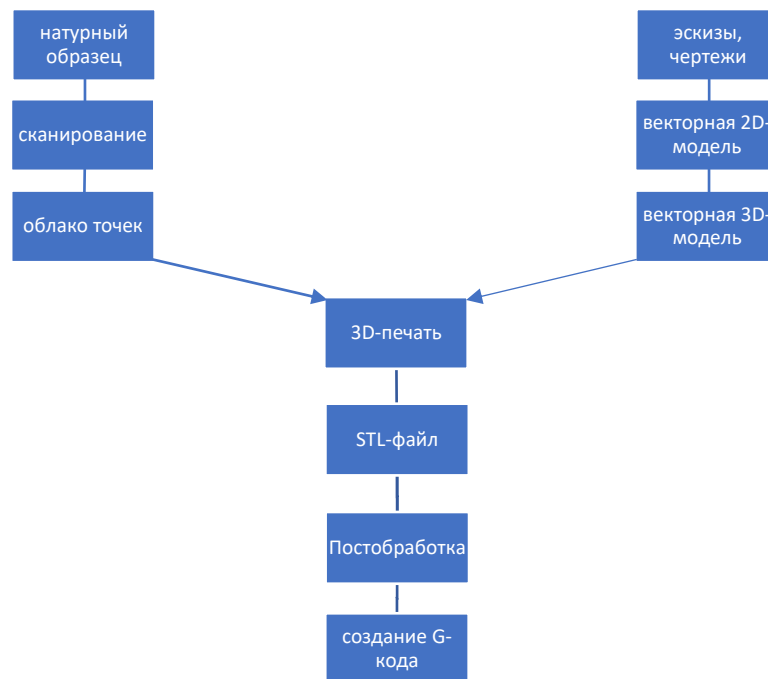 натурный
образец
сканирование
облако точек
эскизы,
чертежи
векторная 2D-
модель
векторная 3D-
модель
3D-печать
STL-файл
Постобработка
создание G-
кода